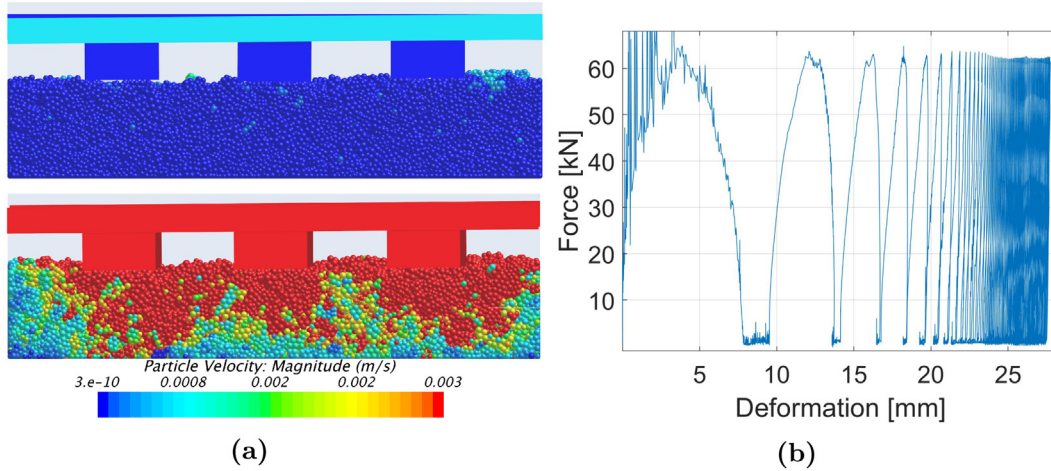 Particle Velocity: Magnitude (m/s)
3.e-10 0.0008 0.002 0.002 0.003
(a)
60
50
40
30
20
10
Force [kN]
5 10 15 20 25
Deformation [mm]
(b)